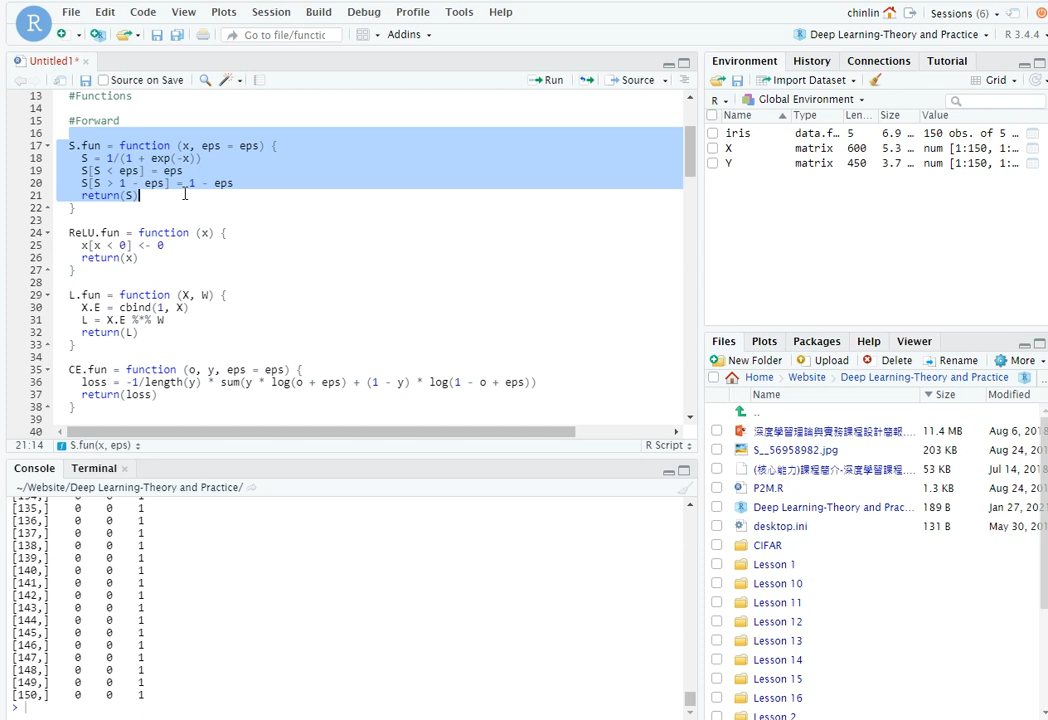 File Edit Code View Plots Session Build Debug Profile Tools Help
chinlin Sessions (6)
R Go to file/functic Addins Deep Learning-Theory and Practice R 3.4.4
Untitled1* ×
Source on Save Run Source
13 #Functions
14
15 #Forward
16
17 S.fun = function (x, eps = eps) {
18 S = 1/(1 + exp(-x))
19 S[S < eps] = eps
20 S[S > 1 - eps] = 1 - eps
21 return(S)
22 }
23
24 ReLU.fun = function (x) {
25 x[x < 0] <- 0
26 return(x)
27 }
28
29 L.fun = function (X, W) {
30 X.E = cbind(1, X)
31 L = X.E %*% W
32 return(L)
33 }
34
35 CE.fun = function (o, y, eps = eps) {
36 loss = -1/length(y) * sum(y * log(o + eps) + (1 - y) * log(1 - o + eps))
37 return(loss)
38 }
39
40
21:14 S.fun(x, eps) R Script
Console Terminal ×
~/Website/Deep Learning-Theory and Practice/
[134,] 0 0 1
[135,] 0 0 1
[136,] 0 0 1
[137,] 0 0 1
[138,] 0 0 1
[139,] 0 0 1
[140,] 0 0 1
[141,] 0 0 1
[142,] 0 0 1
[143,] 0 0 1
[144,] 0 0 1
[145,] 0 0 1
[146,] 0 0 1
[147,] 0 0 1
[148,] 0 0 1
[149,] 0 0 1
[150,] 0 0 1
>
Environment History Connections Tutorial
Import Dataset Grid
R Global Environment
Name Type Len... Size Value
iris data.f... 5 6.9 ... 150 obs. of 5 ...
X matrix 600 5.3 ... num [1:150, 1...
Y matrix 450 3.7 ... num [1:150, 1...
Files Plots Packages Help Viewer
New Folder Upload Delete Rename More
Home Website Deep Learning-Theory and Practice ...
Name Size Modified
..
深度學習理論與實務課程設計簡報.... 11.4 MB Aug 6, 2018
S__56958982.jpg 203 KB Aug 24, 20
(核心能力)課程簡介-深度學習課程.... 53 KB Jul 14, 2018
P2M.R 1.3 KB Aug 24, 20
Deep Learning-Theory and Prac... 189 B Jan 27, 202
desktop.ini 131 B May 30, 20
CIFAR
Lesson 1
Lesson 10
Lesson 11
Lesson 12
Lesson 13
Lesson 14
Lesson 15
Lesson 16
Lesson 2